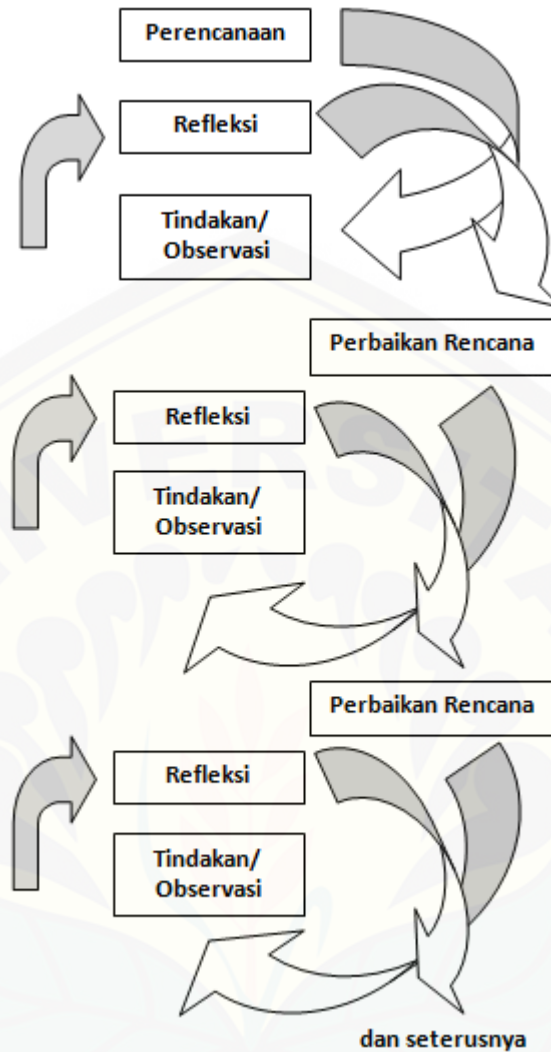 Perencanaan
Refleksi
Tindakan/
Observasi
Perbaikan Rencana
Refleksi
Tindakan/
Observasi
Perbaikan Rencana
Refleksi
Tindakan/
Observasi
dan seterusnya